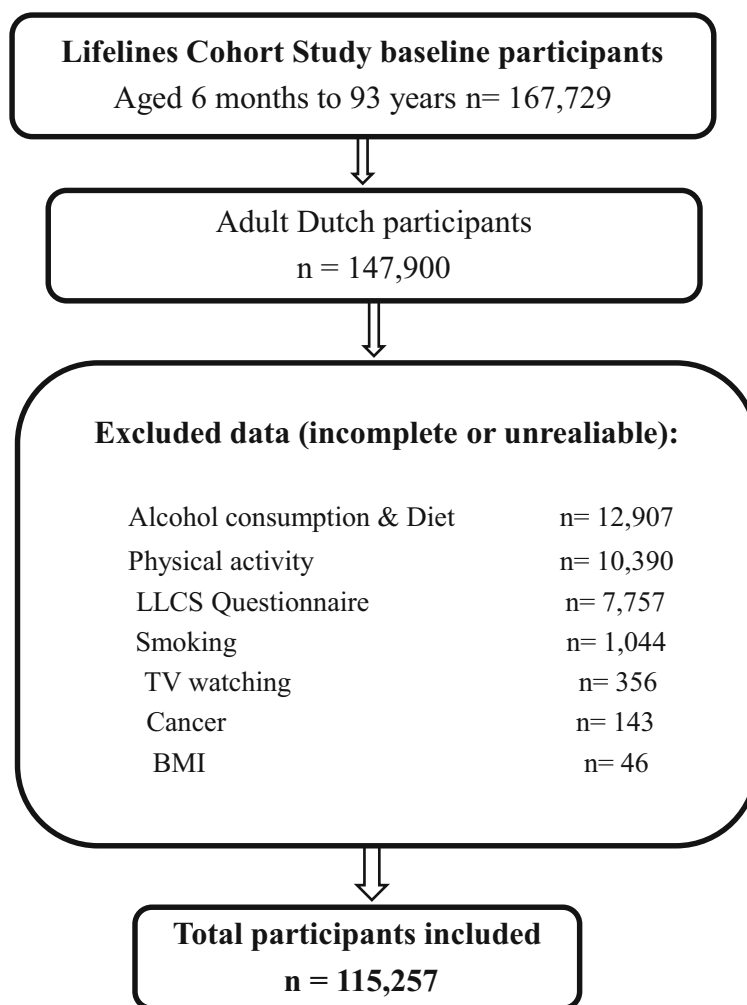 Lifelines Cohort Study baseline participants
Aged 6 months to 93 years n= 167,729
Adult Dutch participants
n = 147,900
Excluded data (incomplete or unrealiable):
Alcohol consumption & Diet n= 12,907
Physical activity n= 10,390
LLCS Questionnaire n= 7,757
Smoking n= 1,044
TV watching n= 356
Cancer n= 143
BMI n= 46
Total participants included
n = 115,257